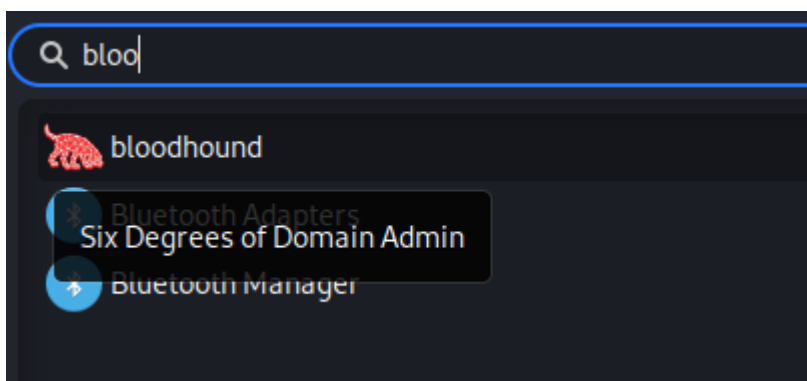 bloo
bloodhound
Bluetooth Adapters
Six Degrees of Domain Admin
Bluetooth Manager